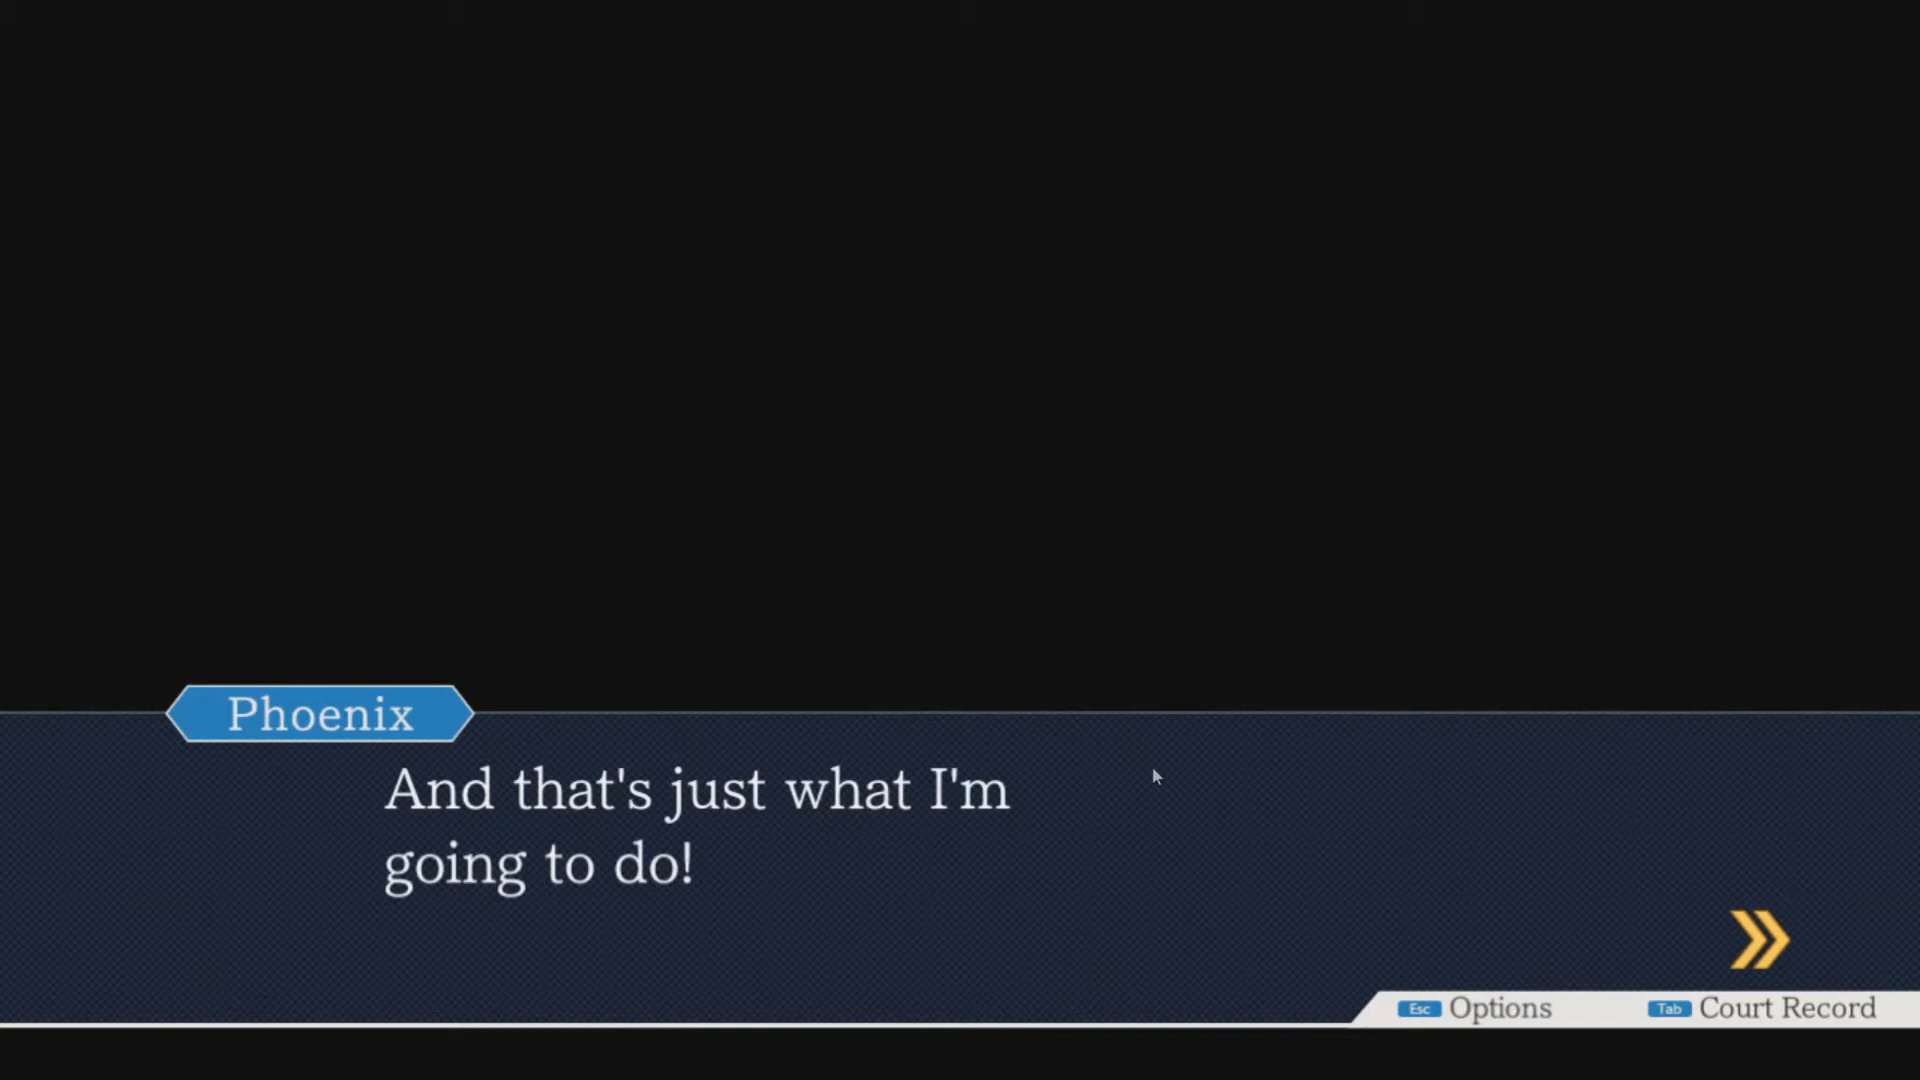 Phoenix
And that's just what I'm
going to do!
Esc Options Tab Court Record